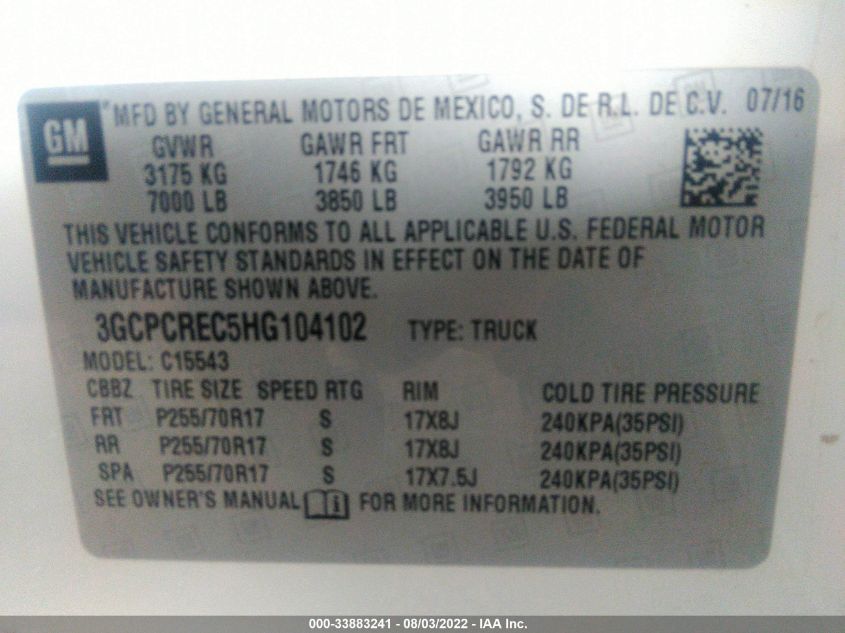 GM
MFD BY GENERAL MOTORS DE MEXICO, S. DE R.L. DE C.V. 07/16
GVWR GAWR FRT GAWR RR
3175 KG 1746 KG 1792 KG
7000 LB 3850 LB 3950 LB
THIS VEHICLE CONFORMS TO ALL APPLICABLE U.S. FEDERAL MOTOR
VEHICLE SAFETY STANDARDS IN EFFECT ON THE DATE OF
MANUFACTURE SHOWN ABOVE.
3GCPCREC5HG104102 TYPE: TRUCK
MODEL: C15543
CBBZ TIRE SIZE SPEED RTG RIM COLD TIRE PRESSURE
FRT P255/70R17 S 17X8J 240KPA(35PSI)
RR P255/70R17 S 17X8J 240KPA(35PSI)
SPA P255/70R17 S 17X7.5J 240KPA(35PSI)
SEE OWNER'S MANUAL i FOR MORE INFORMATION.
000-33883241 - 08/03/2022 - IAA Inc.